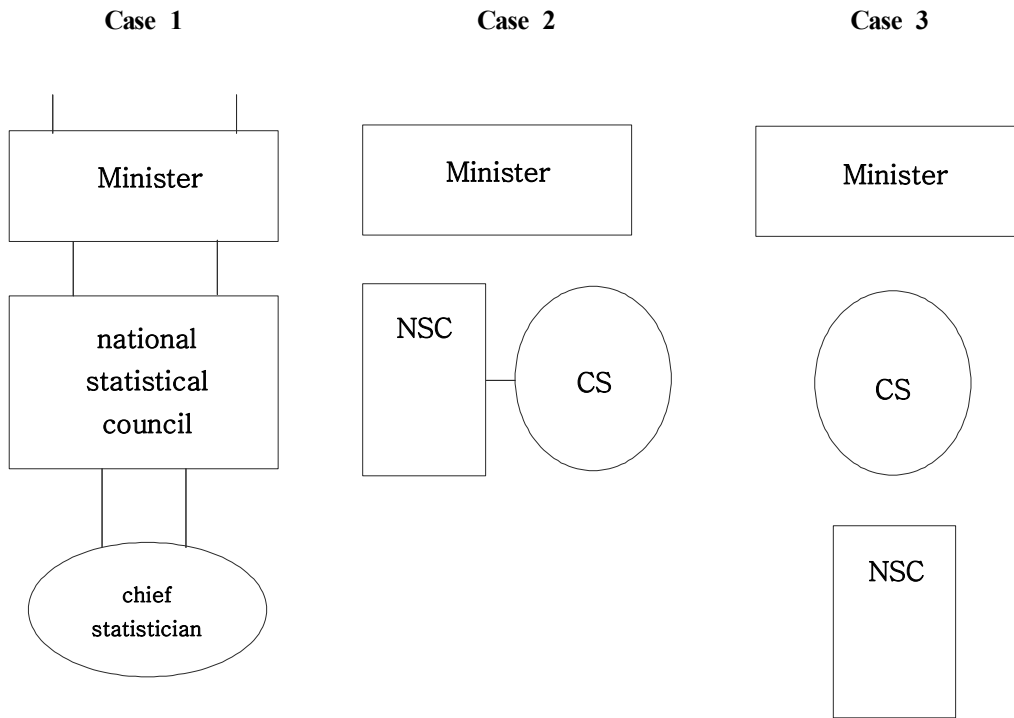 Case 1
Case 2
Case 3
Minister
national
statistical
council
chief
statistician
Minister
NSC
CS
Minister
CS
NSC